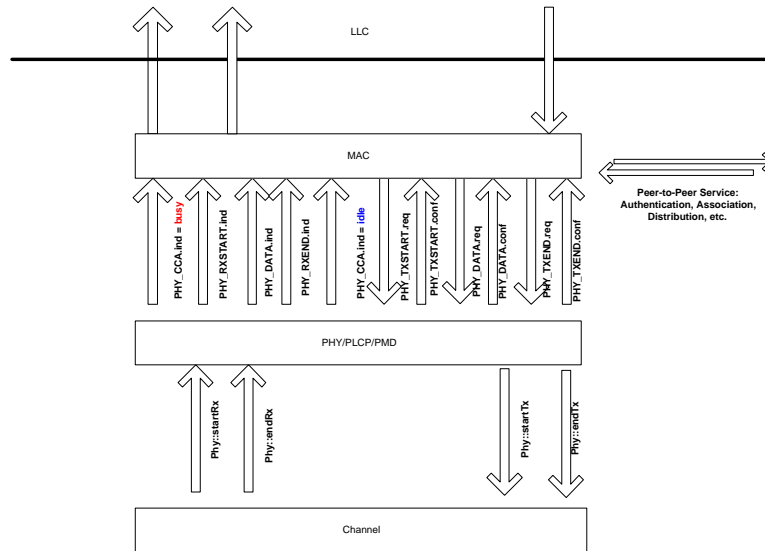 LLC
MAC
Peer-to-Peer Service:
Authentication, Association,
Distribution, etc.
PHY_CCA.ind = busy
PHY_RXSTART.ind
PHY_DATA.ind
PHY_RXEND.ind
PHY_CCA.ind = idle
PHY_TXSTART.req
PHY_TXSTART.conf
PHY_DATA.req
PHY_DATA.conf
PHY_TXEND.req
PHY_TXEND.conf
PHY/PLCP/PMD
Phy::startRx
Phy::endRx
Phy::startTx
Phy::endTx
Channel